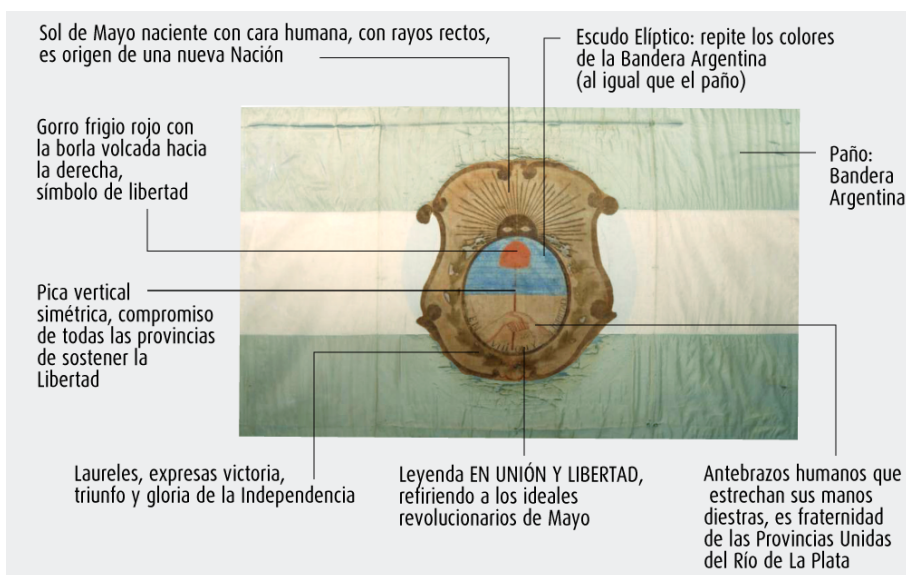 Sol de Mayo naciente con cara humana, con rayos rectos,
es origen de una nueva Nación
Escudo Elíptico: repite los colores
de la Bandera Argentina
(al igual que el paño)
Gorro frigio rojo con
la borla volcada hacia
la derecha,
símbolo de libertad
Paño:
Bandera
Argentina
Pica vertical
simétrica, compromiso
de todas las provincias
de sostener la
Libertad
Laureles, expresas victoria,
triunfo y gloria de la Independencia
Leyenda EN UNIÓN Y LIBERTAD,
refiriendo a los ideales
revolucionarios de Mayo
Antebrazos humanos que
estrechan sus manos
diestras, es fraternidad
de las Provincias Unidas
del Río de La Plata